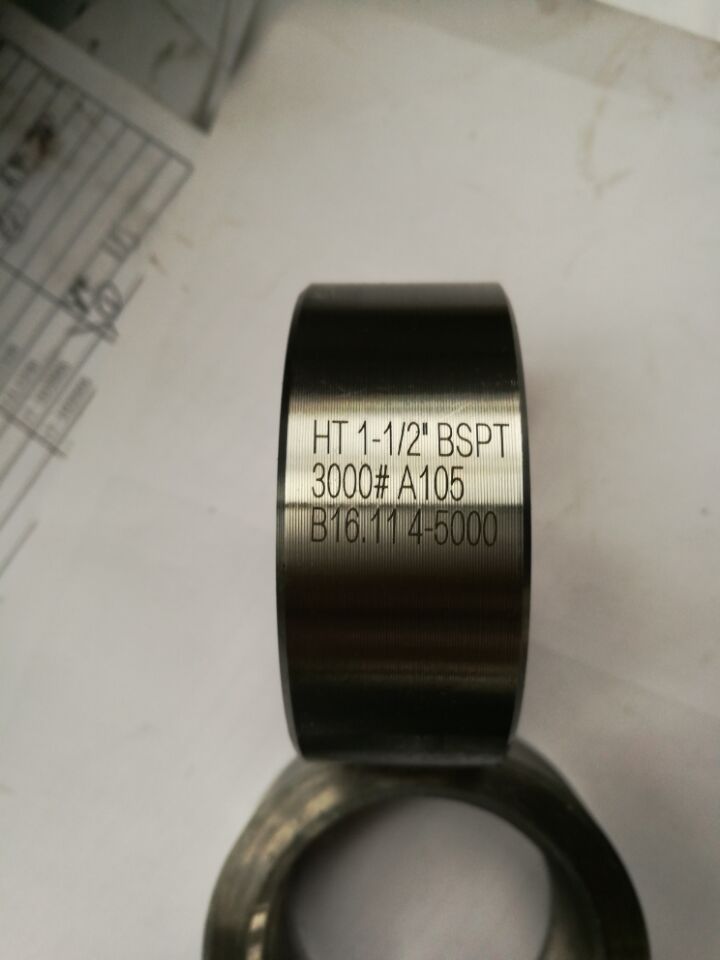 HT 1-1/2" BSPT
3000# A105
B16.11 4-5000